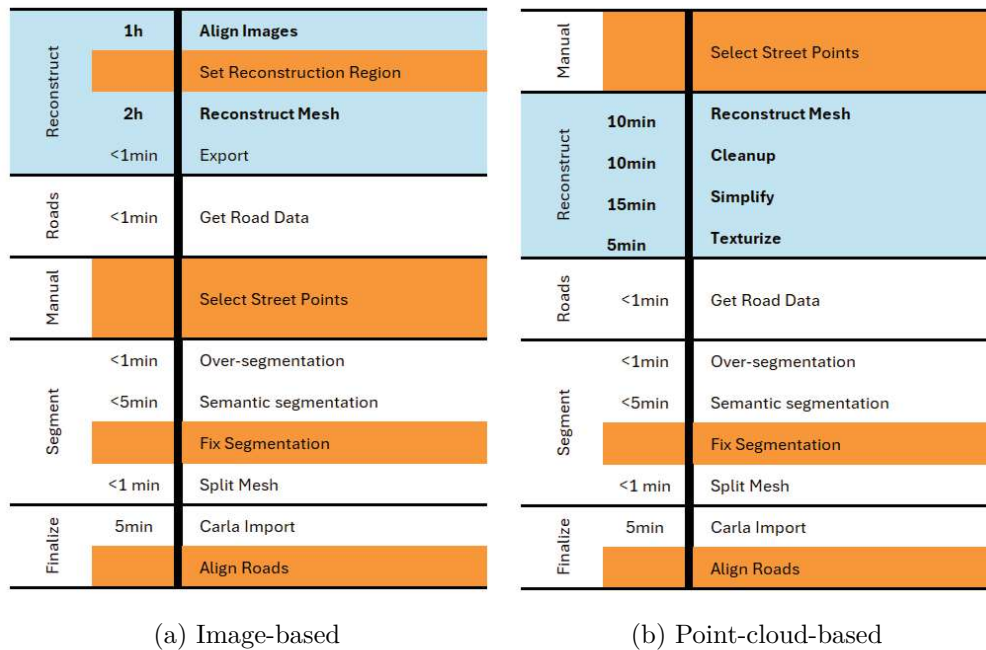 Reconstruct
1h Align Images
Set Reconstruction Region
2h Reconstruct Mesh
<1min Export
Roads
<1min Get Road Data
Manual
Select Street Points
Segment
<1min Over-segmentation
<5min Semantic segmentation
Fix Segmentation
<1 min Split Mesh
Finalize
5min Carla Import
Align Roads
(a) Image-based
Manual
Select Street Points
Reconstruct
10min Reconstruct Mesh
10min Cleanup
15min Simplify
5min Texturize
Roads
<1min Get Road Data
Segment
<1min Over-segmentation
<5min Semantic segmentation
Fix Segmentation
<1 min Split Mesh
Finalize
5min Carla Import
Align Roads
(b) Point-cloud-based